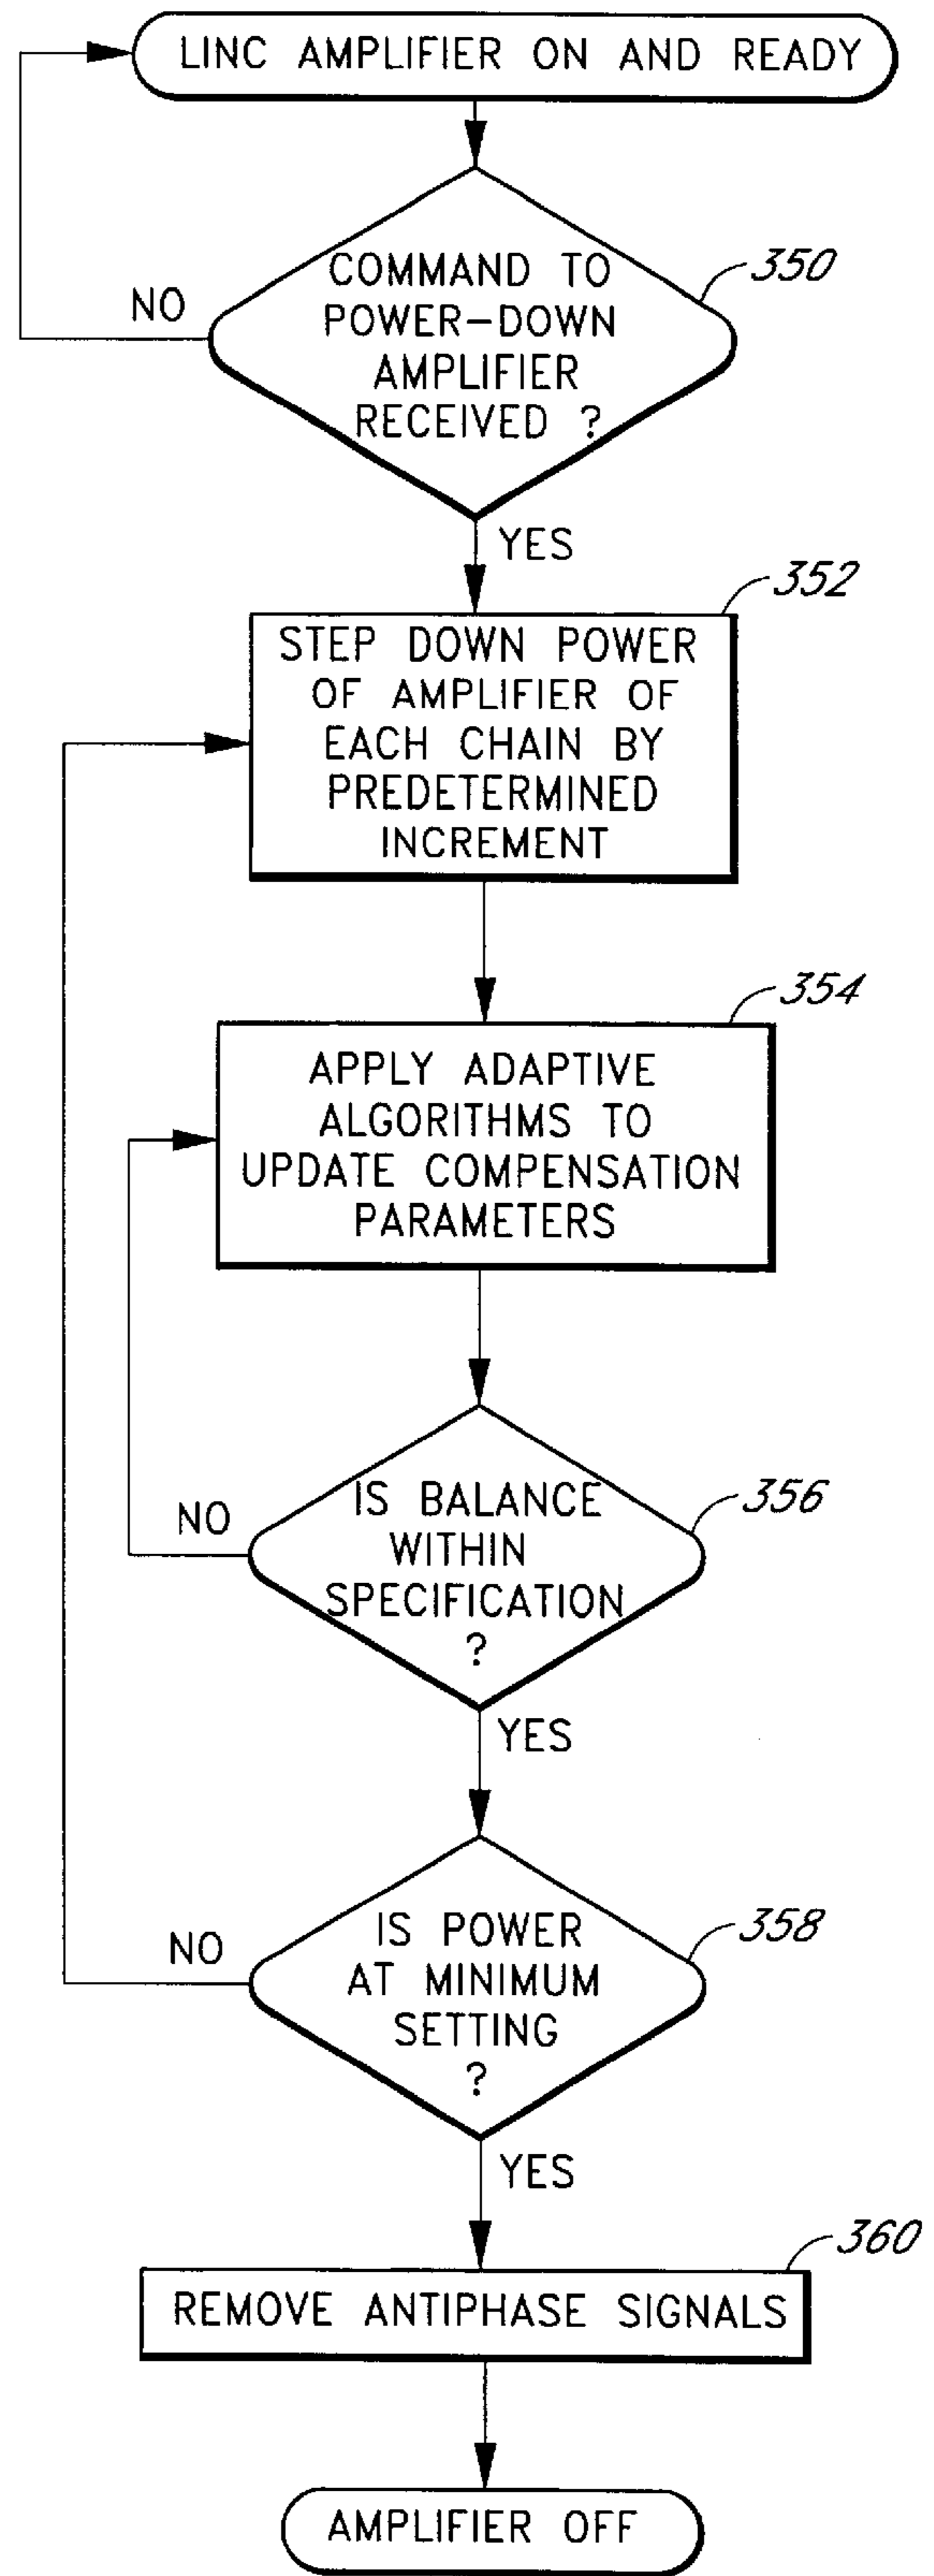 LINC AMPLIFIER ON AND READY
COMMAND TO
POWER-DOWN
AMPLIFIER
RECEIVED ?
350
NO
YES
352
STEP DOWN POWER
OF AMPLIFIER OF
EACH CHAIN BY
PREDETERMINED
INCREMENT
354
APPLY ADAPTIVE
ALGORITHMS TO
UPDATE COMPENSATION
PARAMETERS
356
IS BALANCE
WITHIN
SPECIFICATION
?
NO
YES
358
IS POWER
AT MINIMUM
SETTING
?
NO
YES
360
REMOVE ANTIPHASE SIGNALS
AMPLIFIER OFF